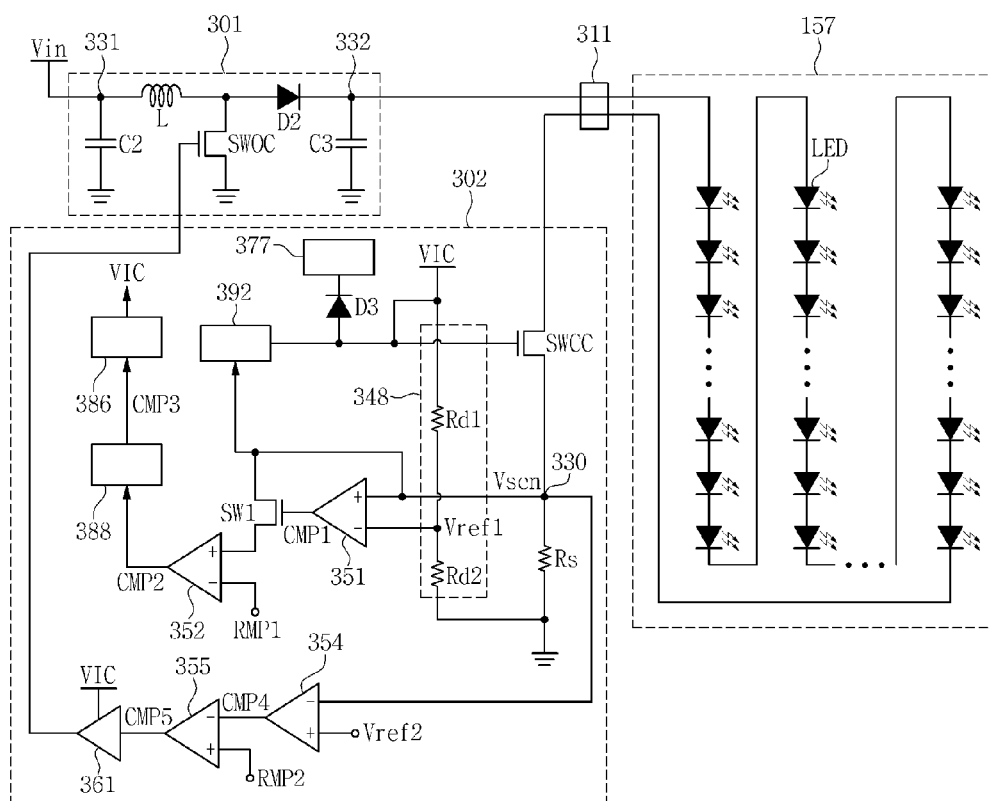 301
157
331
332
311
Vin
L
D2
C2
SWOC
C3
LED
302
377
VIC
392
D3
VIC
SWCC
386
348
CMP3
Rd1
388
SW1
Vscn
330
CMP1
Vref1
351
Rs
CMP2
Rd2
352
RMP1
354
355
VIC
CMP4
CMP5
Vref2
361
RMP2